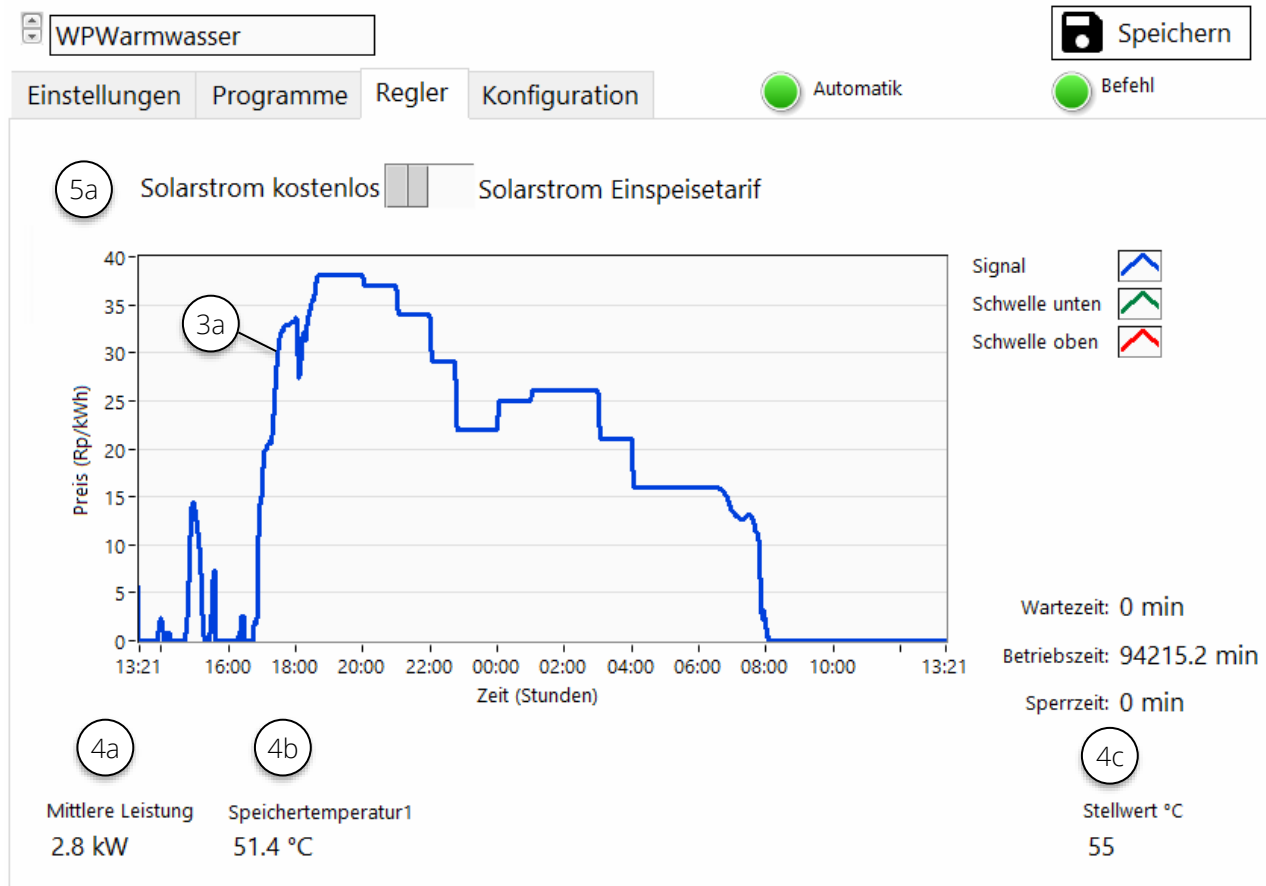 WPWarmwasser
Speichern
Einstellungen Programme Regler Konfiguration
Automatik
Befehl
5a
Solarstrom kostenlos Solarstrom Einspeisetarif
3a
Preis (Rp/kWh)
40
35
30
25
20
15
10
5
0
13:21 16:00 18:00 20:00 22:00 00:00 02:00 04:00 06:00 08:00 10:00 13:21
Zeit (Stunden)
Signal
Schwelle unten
Schwelle oben
Wartezeit: 0 min
Betriebszeit: 94215.2 min
Sperrzeit: 0 min
4a 4b 4c
Mittlere Leistung Speichertemperatur1 Stellwert °C
2.8 kW 51.4 °C 55